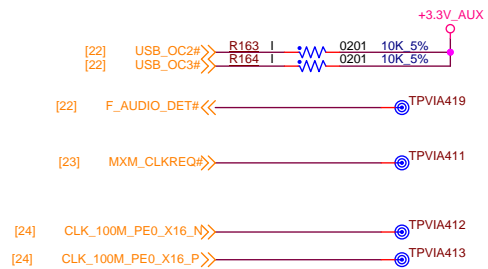 +3.3V_AUX
[22] USB_OC2# R163 I 0201 10K_5%
[22] USB_OC3# R164 I 0201 10K_5%
[22] F_AUDIO_DET# TPVIA419
[23] MXM_CLKREQ# TPVIA411
[24] CLK_100M_PE0_X16_N TPVIA412
[24] CLK_100M_PE0_X16_P TPVIA413